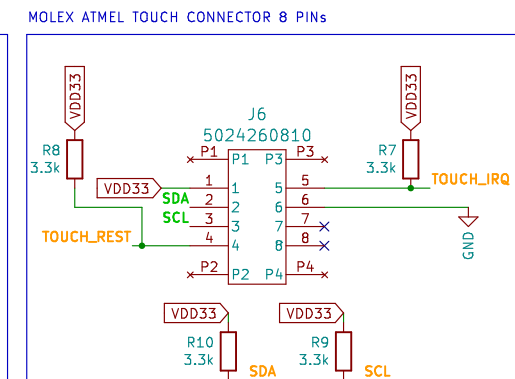 MOLEX ATMEL TOUCH CONNECTOR 8 PINs
VDD33
VDD33
J6
5024260810
R8
3.3k
R7
3.3k
P1
P1
P3
P3
VDD33
1
1
5
5
TOUCH_IRQ
SDA
2
2
6
6
SCL
3
3
7
7
TOUCH_REST
4
4
8
8
GND
P2
P2
P4
P4
VDD33
VDD33
R10
3.3k
R9
3.3k
SDA
SCL